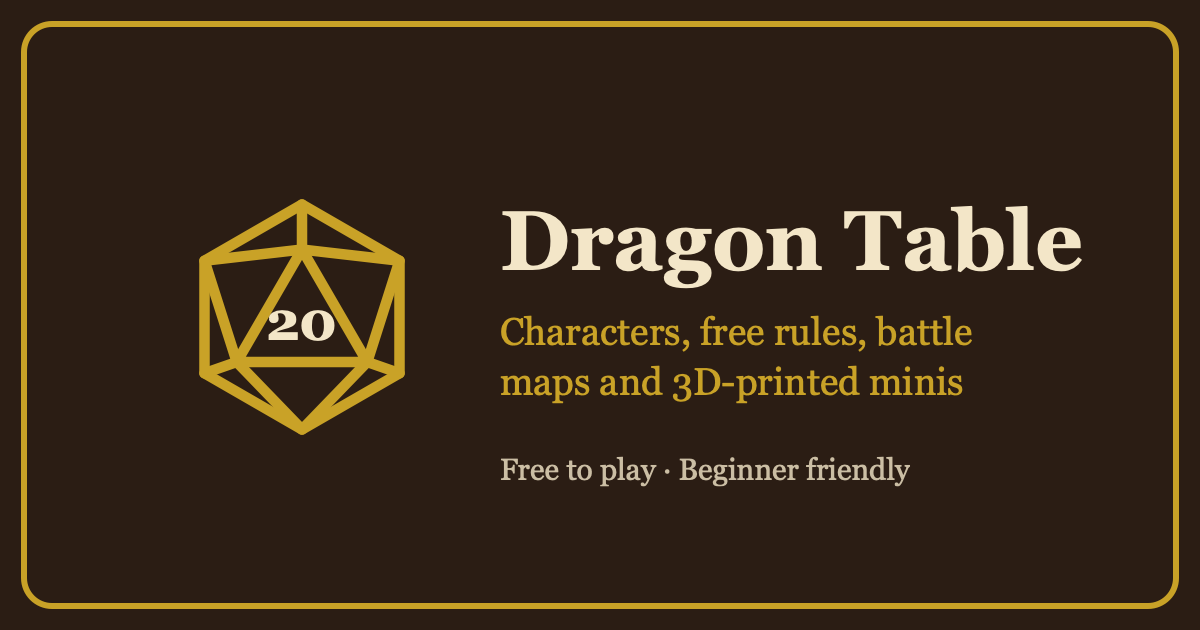 20
Dragon Table
Characters, free rules, battle
maps and 3D-printed minis
Free to play · Beginner friendly